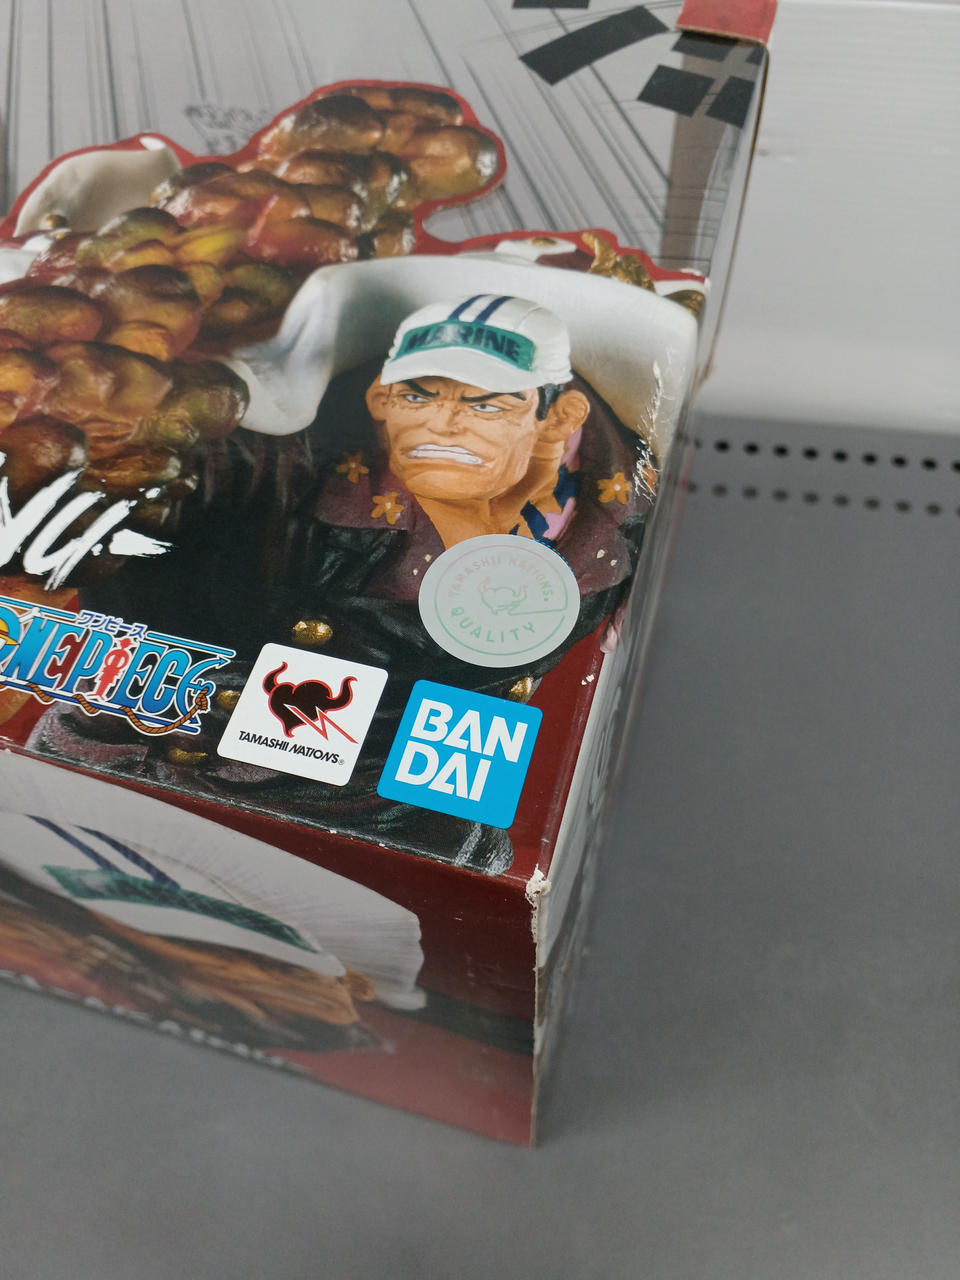 MARINE
TAMASHII NATIONS.
QUALITY
ワンピース
ONE PIECE
TAMASHII NATIONS®
BAN
DAI